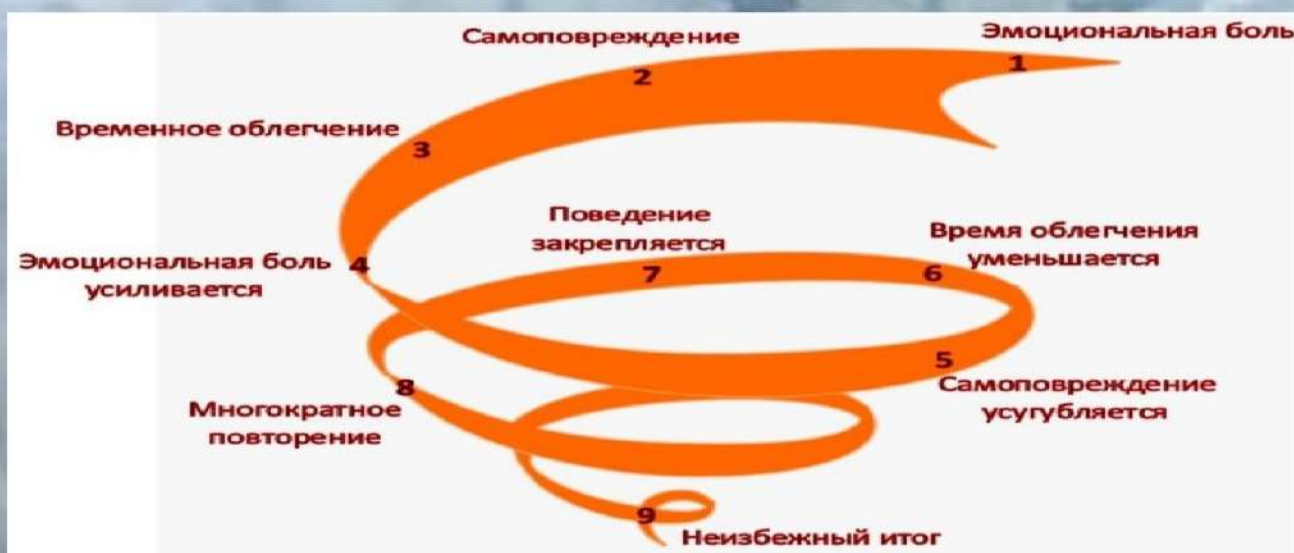 Эмоциональная боль
1
Самоповреждение
2
Временное облегчение
3
Эмоциональная боль
усиливается
4
Самоповреждение
усугубляется
5
Время облегчения
уменьшается
6
Поведение
закрепляется
7
Многократное
повторение
8
Неизбежный итог
9